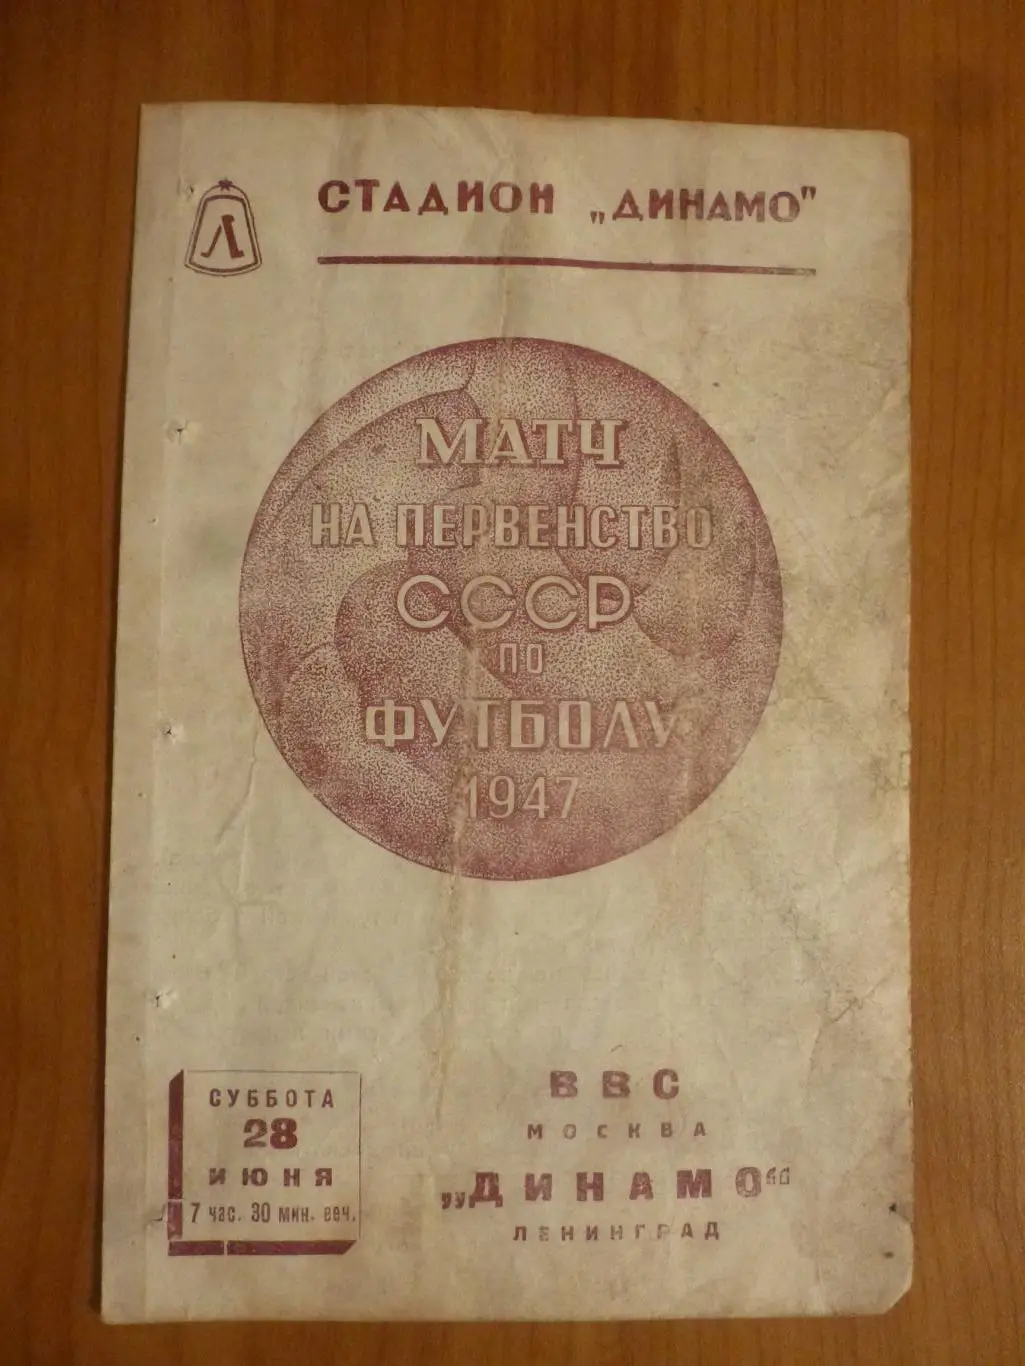 Л
СТАДИОН „ДИНАМО"
МАТЧ
НА ПЕРВЕНСТВО
СССР
ПО
ФУТБОЛУ
1947
СУББОТА
28
ИЮНЯ
7 час. 30 мин. веч.
ВВС
МОСКВА
„ДИНАМО“
ЛЕНИНГРАД